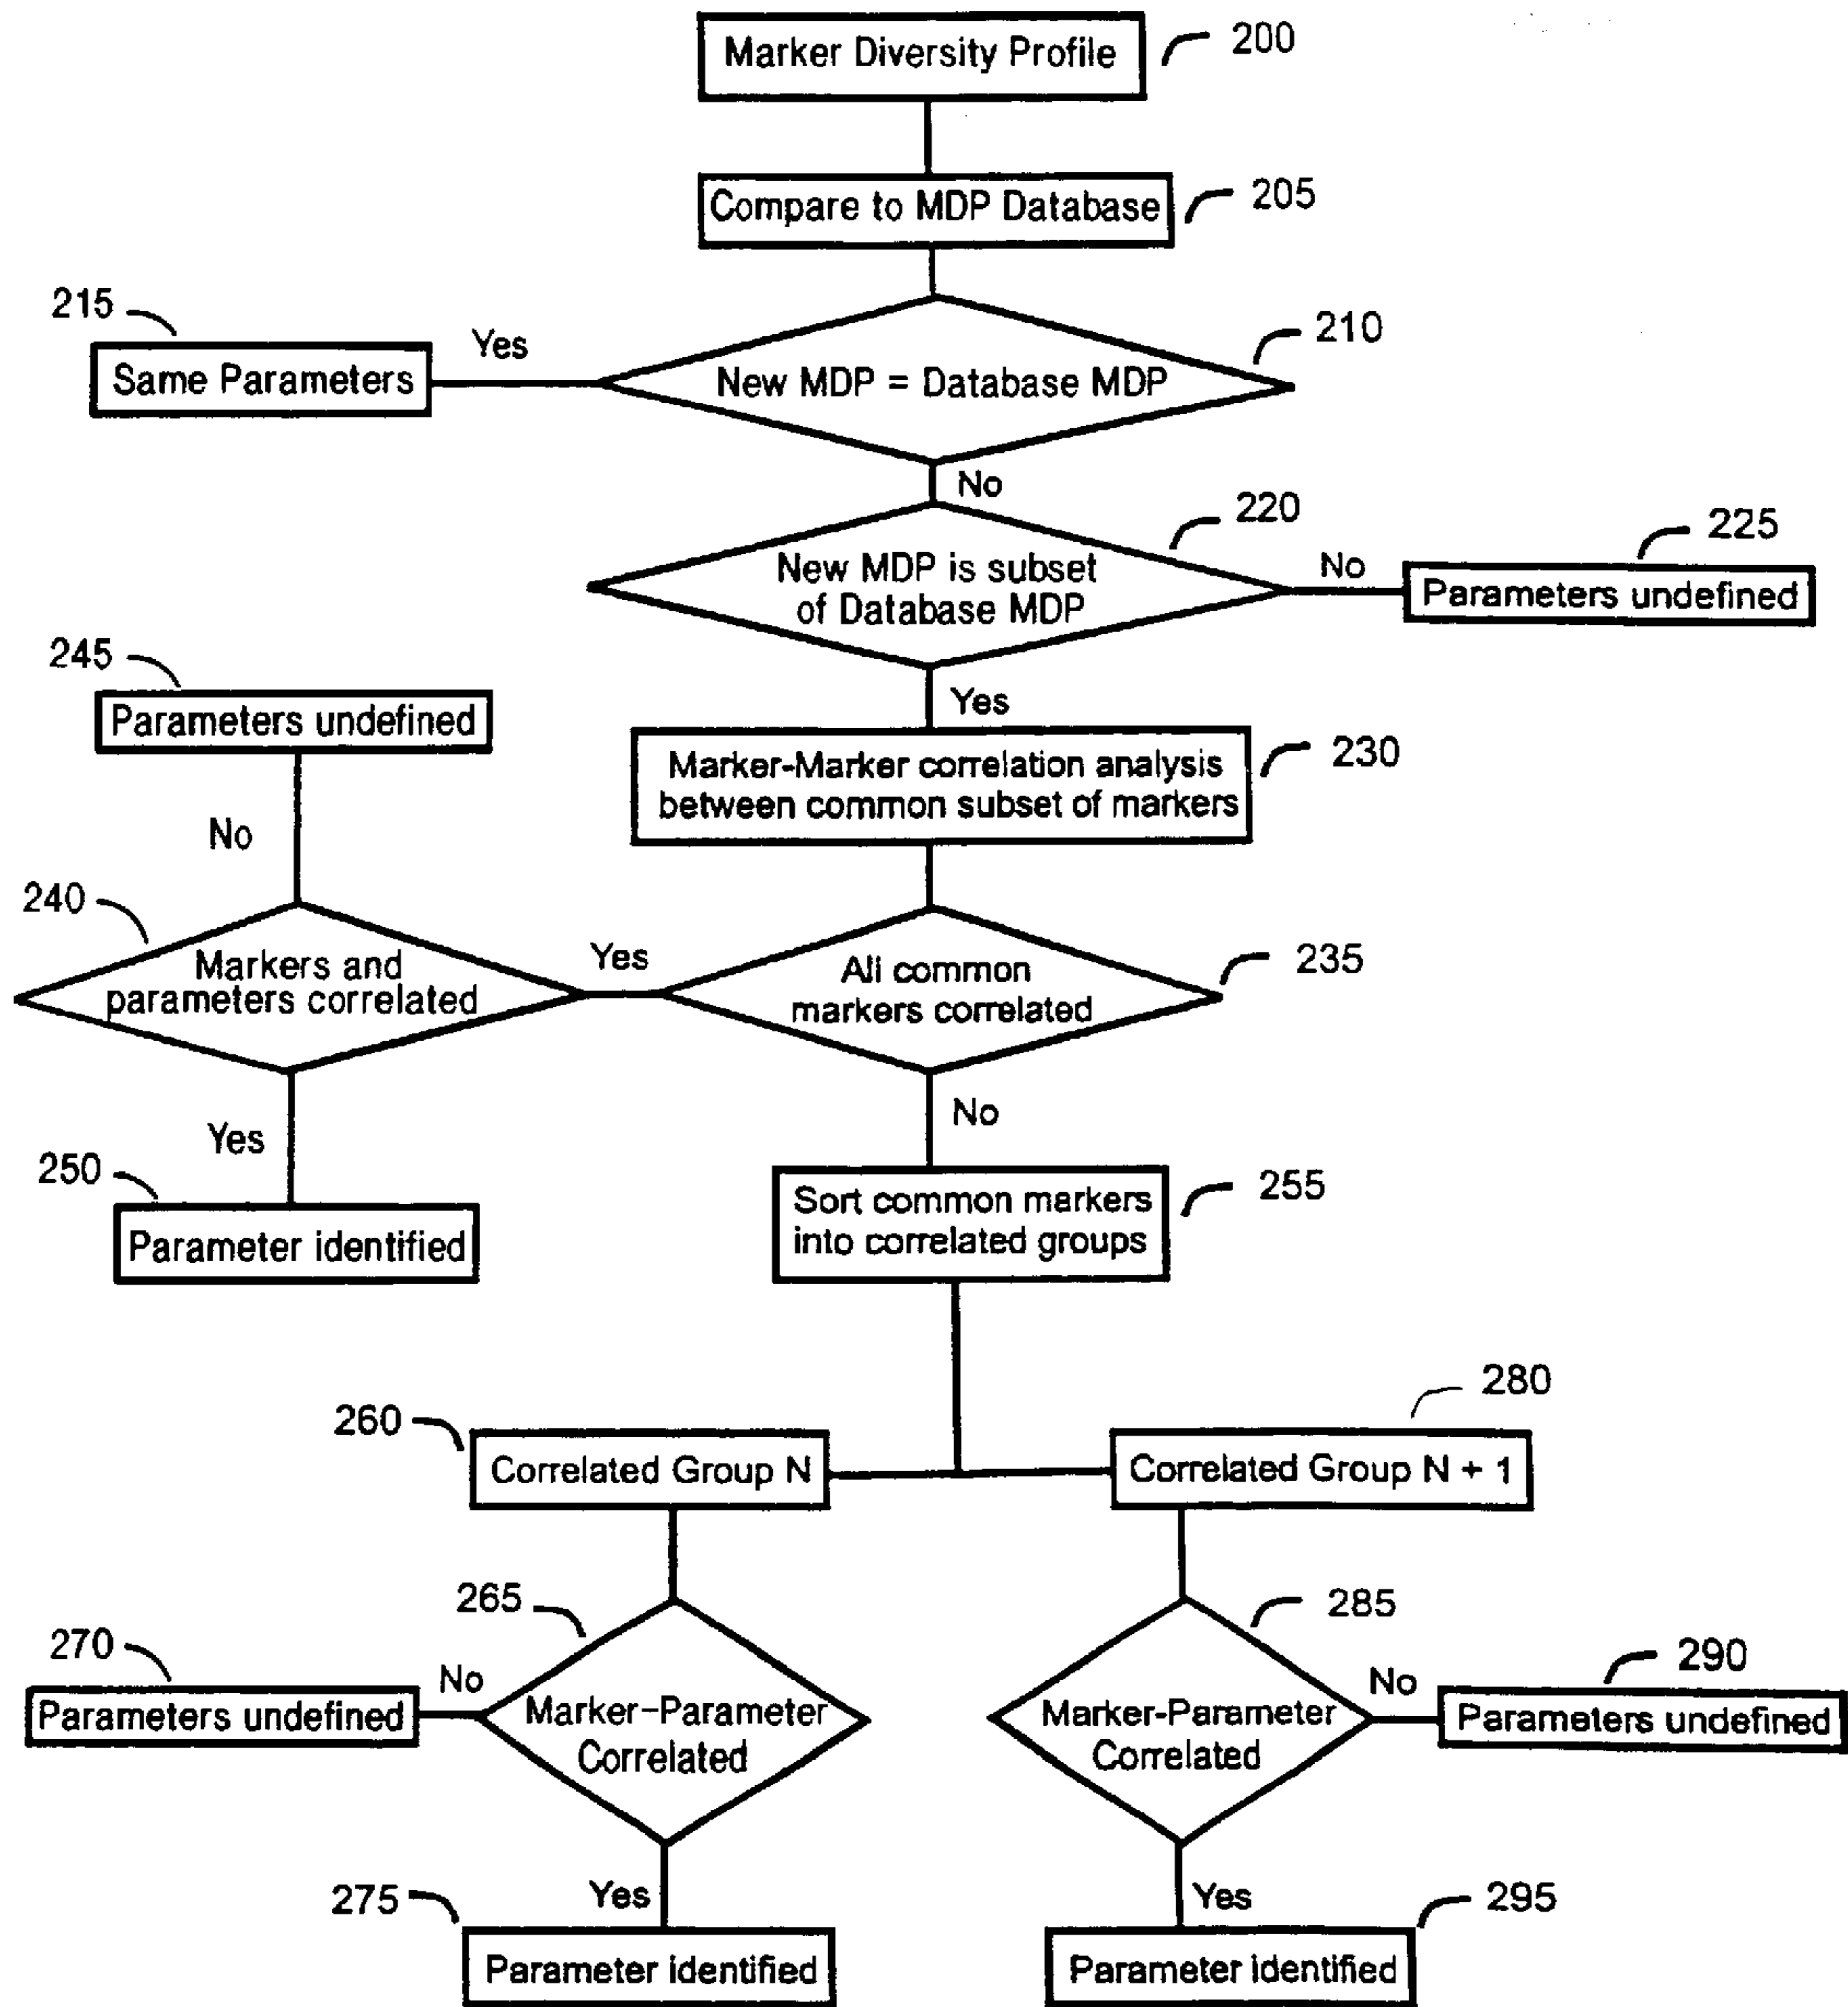 Marker Diversity Profile
200
Compare to MDP Database
205
215
Yes
210
Same Parameters
New MDP = Database MDP
No
220
225
New MDP is subset
of Database MDP
No
Parameters undefined
245
Parameters undefined
Yes
Marker-Marker correlation analysis
between common subset of markers
230
No
240
Markers and
parameters correlated
Yes
All common
markers correlated
235
Yes
No
250
Parameter identified
Sort common markers
into correlated groups
255
260
Correlated Group N
280
Correlated Group N + 1
265
285
270
No
Parameters undefined
Marker-Parameter
Correlated
Marker-Parameter
Correlated
No
290
Parameters undefined
275
Yes
Yes
295
Parameter identified
Parameter identified